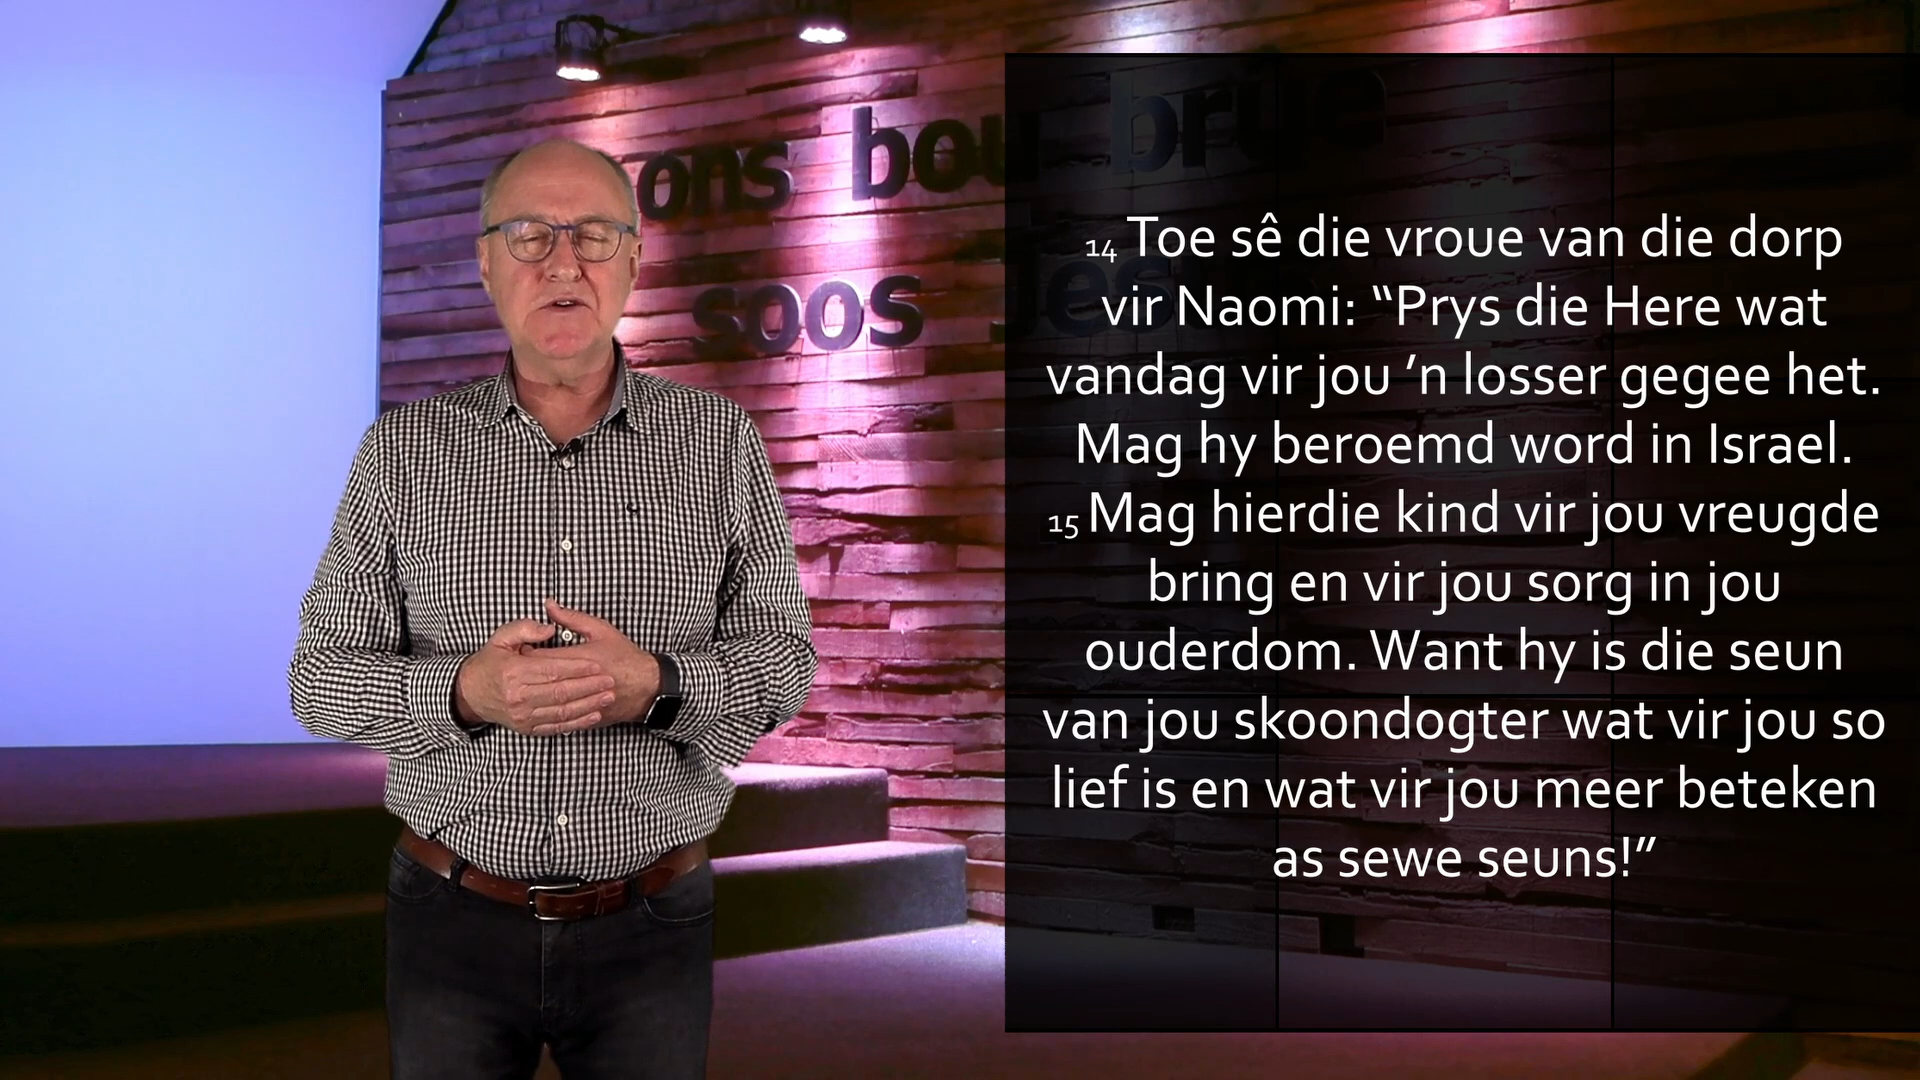 ons bou brûe
soos Jesus
14 Toe sê die vroue van die dorp
vir Naomi: “Prys die Here wat
vandag vir jou ’n losser gegee het.
Mag hy beroemd word in Israel.
15 Mag hierdie kind vir jou vreugde
bring en vir jou sorg in jou
ouderdom. Want hy is die seun
van jou skoondogter wat vir jou so
lief is en wat vir jou meer beteken
as sewe seuns!”